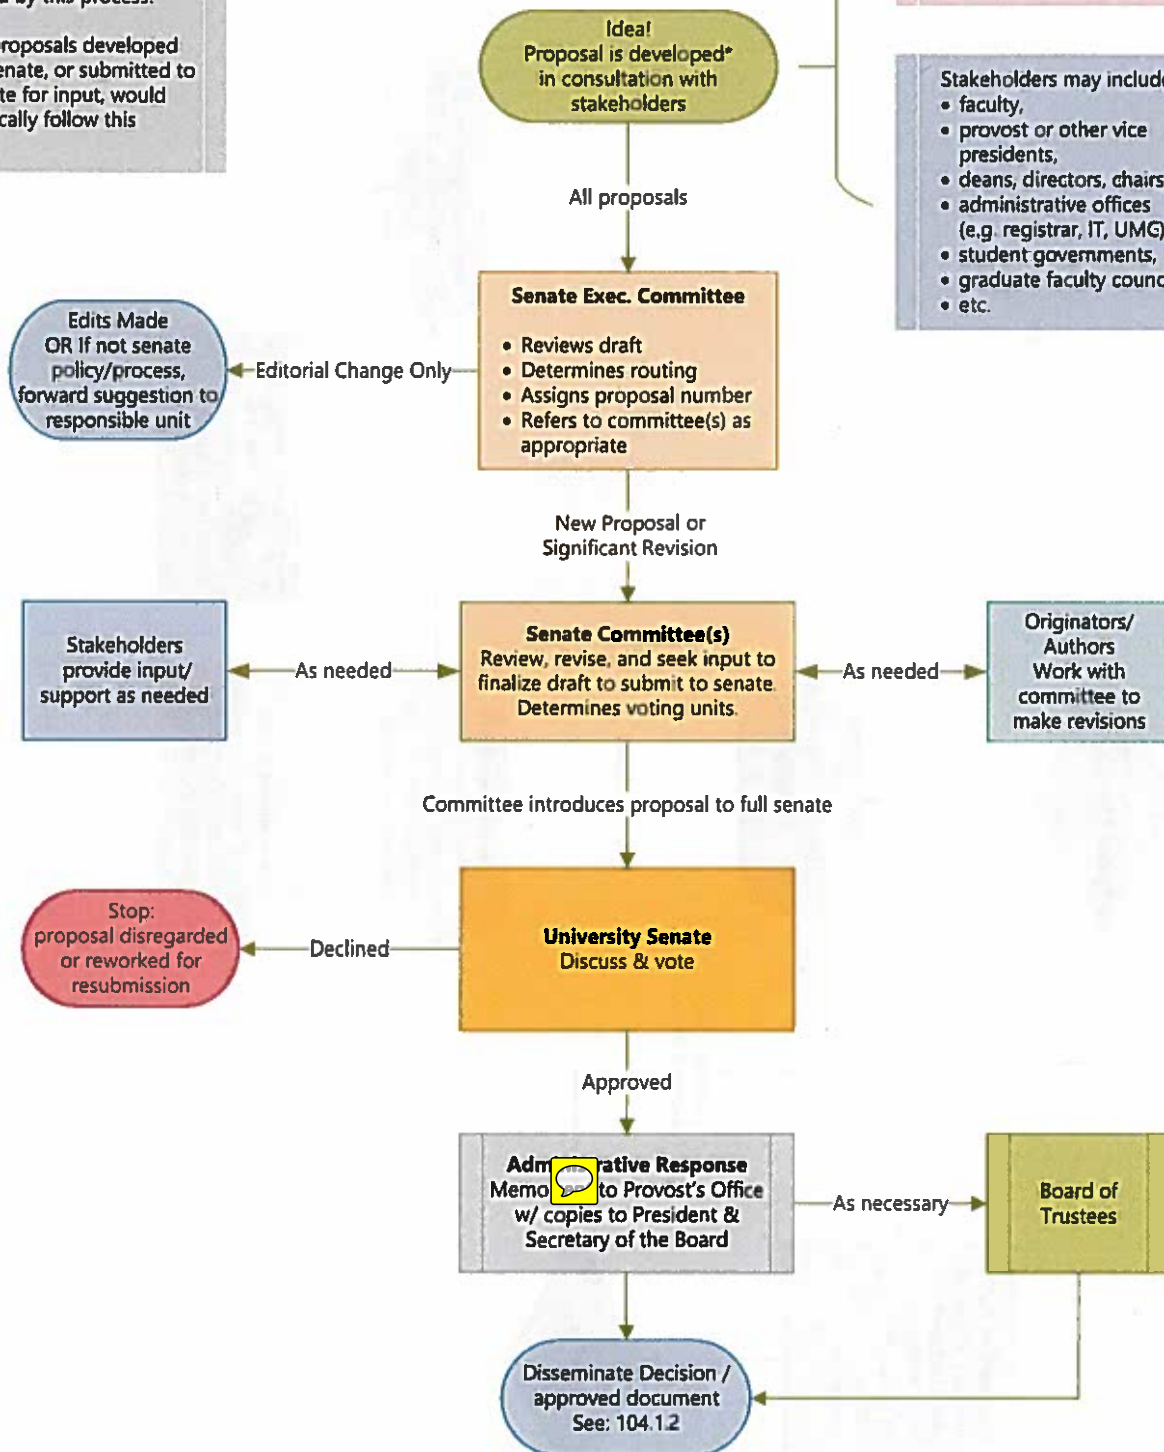 by this process?
proposals developed
enate, or submitted to
te for input, would
cally follow this
Idea!
Proposal is developed*
in consultation with
stakeholders
Stakeholders may include
• faculty,
• provost or other vice
presidents,
• deans, directors, chairs
• administrative offices
(e.g. registrar, IT, UMG)
• student governments,
• graduate faculty counc
• etc.
All proposals
Senate Exec. Committee
• Reviews draft
• Determines routing
• Assigns proposal number
• Refers to committee(s) as
appropriate
Editorial Change Only
Edits Made
OR If not senate
policy/process,
forward suggestion to
responsible unit
New Proposal or
Significant Revision
Stakeholders
provide input/
support as needed
As needed
Senate Committee(s)
Review, revise, and seek input to
finalize draft to submit to senate.
Determines voting units.
As needed
Originators/
Authors
Work with
committee to
make revisions
Committee introduces proposal to full senate
University Senate
Discuss & vote
Declined
Stop:
proposal disregarded
or reworked for
resubmission
Approved
Administrative Response
Memo to Provost's Office
w/ copies to President &
Secretary of the Board
As necessary
Board of
Trustees
Disseminate Decision /
approved document
See: 104.1.2